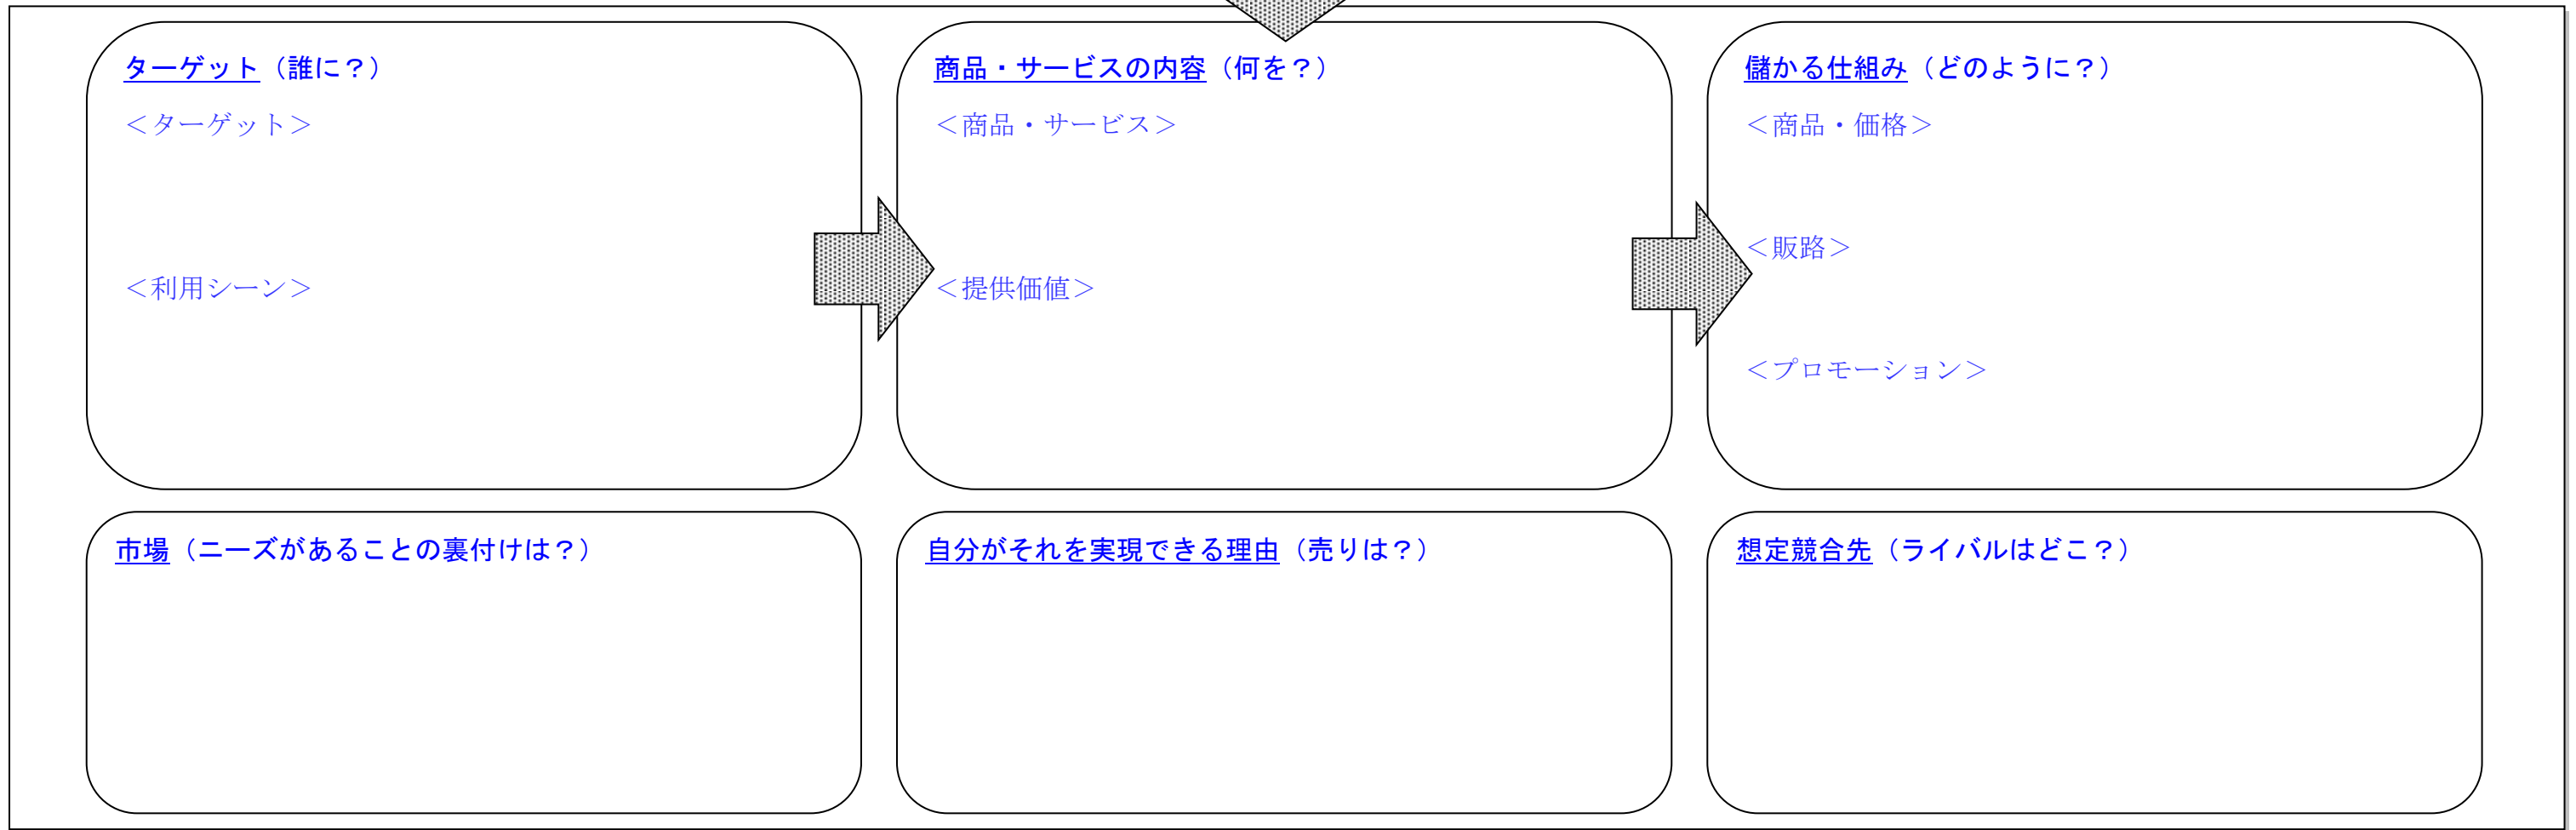 ターゲット（誰に？）
＜ターゲット＞
＜利用シーン＞
商品・サービスの内容（何を？）
＜商品・サービス＞
＜提供価値＞
儲かる仕組み（どのように？）
＜商品・価格＞
＜販路＞
＜プロモーション＞
市場（ニーズがあることの裏付けは？）
自分がそれを実現できる理由（売りは？）
想定競合先（ライバルはどこ？）